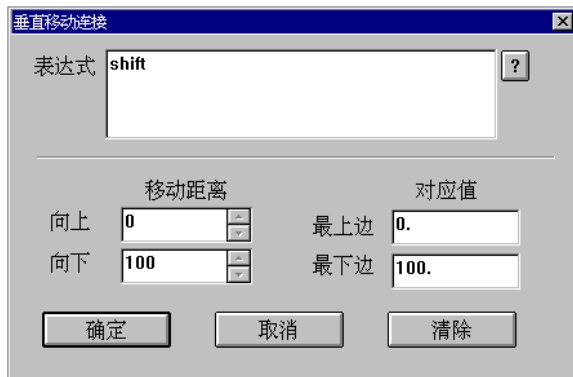 垂直移动连接
表达式 shift ?
移动距离 对应值
向上 0 最上边 0.
向下 100 最下边 100.
确定 取消 清除